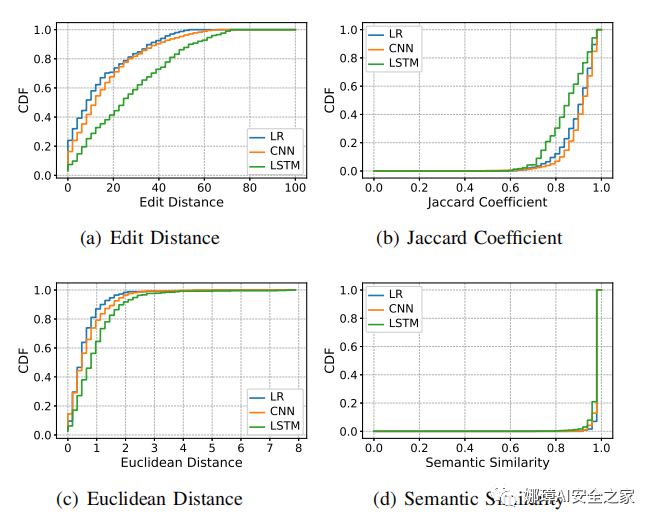 1.0
0.8
0.6
0.4
0.2
0.0
CDF
LR
CNN
LSTM
0 20 40 60 80 100
Edit Distance
(a) Edit Distance
1.0
0.8
0.6
0.4
0.2
0.0
CDF
LR
CNN
LSTM
0.0 0.2 0.4 0.6 0.8 1.0
Jaccard Coefficient
(b) Jaccard Coefficient
1.0
0.8
0.6
0.4
0.2
0.0
CDF
LR
CNN
LSTM
0 1 2 3 4 5 6 7 8
Euclidean Distance
(c) Euclidean Distance
1.0
0.8
0.6
0.4
0.2
0.0
CDF
LR
CNN
LSTM
0.0 0.2 0.4 0.6 0.8 1.0
Semantic Similarity
(d) Semantic Similarity
娜璋AI安全之家